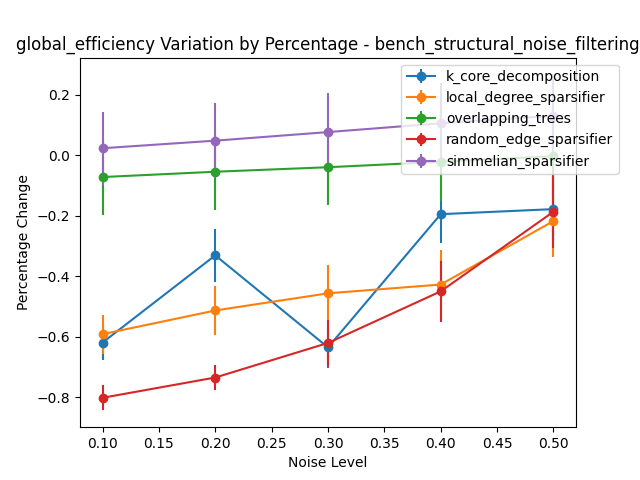 global_efficiency Variation by Percentage - bench_structural_noise_filtering
k_core_decomposition
local_degree_sparsifier
overlapping_trees
random_edge_sparsifier
simmelian_sparsifier
Percentage Change
0.2
0.0
−0.2
−0.4
−0.6
−0.8
0.10 0.15 0.20 0.25 0.30 0.35 0.40 0.45 0.50
Noise Level